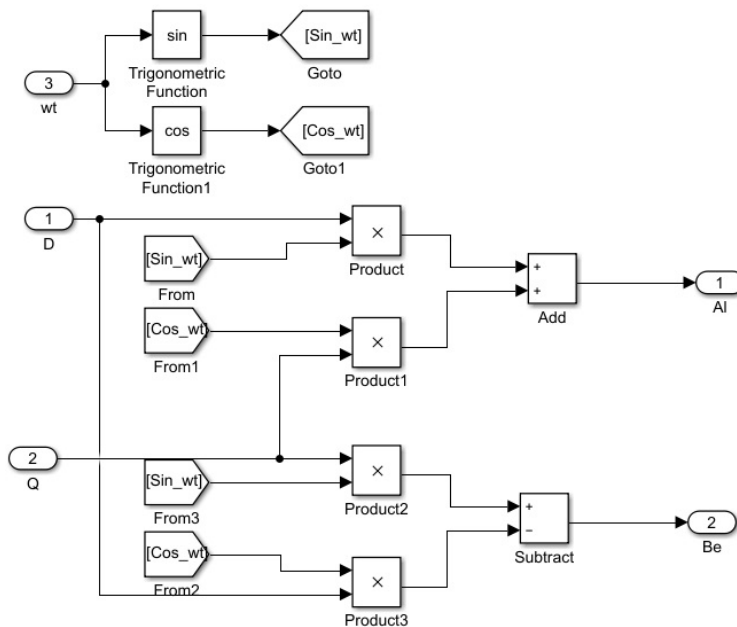 sin
[Sin_wt]
Trigonometric
Function
Goto
3
wt
cos
[Cos_wt]
Trigonometric
Function1
Goto1
1
D
×
Product
[Sin_wt]
From
+
+
Add
1
Al
[Cos_wt]
From1
×
Product1
2
Q
[Sin_wt]
From3
×
Product2
+
−
Subtract
2
Be
[Cos_wt]
From2
×
Product3